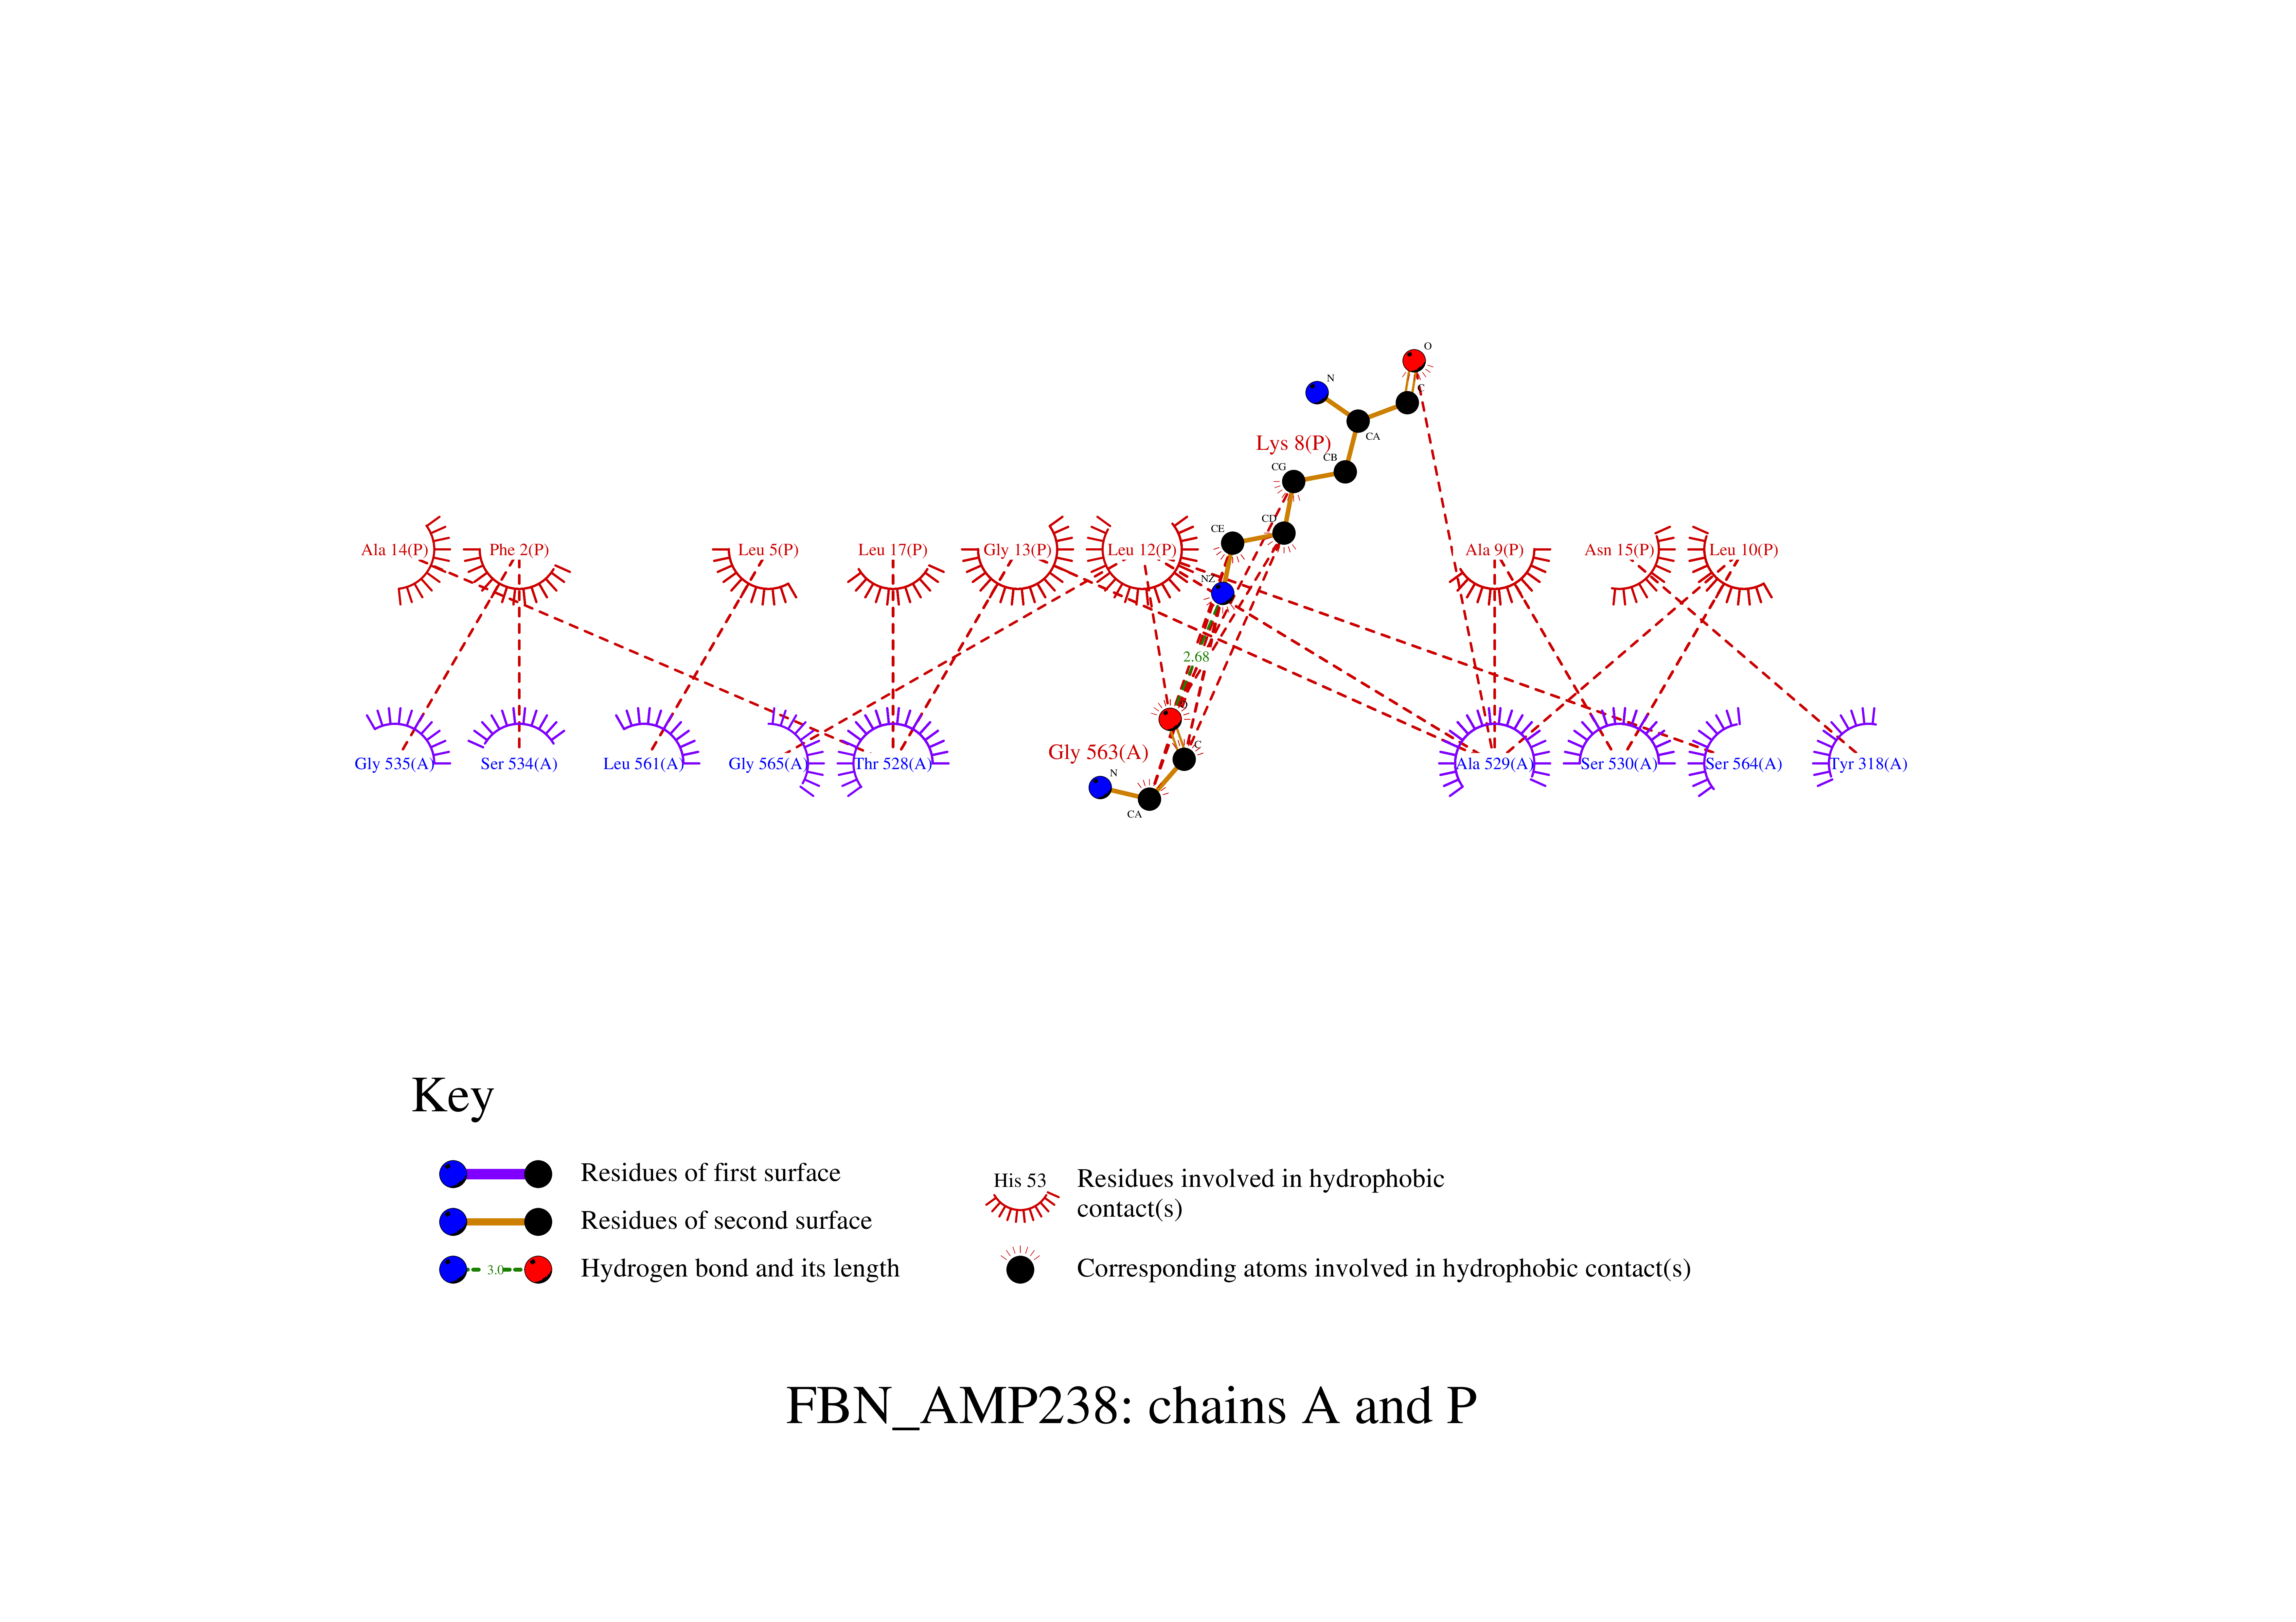 O
N
C
CA
Lys 8(P)
CB
CG
CD
CE
Ala 14(P)
Phe 2(P)
Leu 5(P)
Leu 17(P)
Gly 13(P)
Leu 12(P)
Ala 9(P)
Asn 15(P)
Leu 10(P)
NZ
2.68
O
C
Gly 563(A)
Gly 535(A)
Ser 534(A)
Leu 561(A)
Gly 565(A)
Thr 528(A)
Ala 529(A)
Ser 530(A)
Ser 564(A)
Tyr 318(A)
N
CA
Key
Residues of first surface
Residues of second surface
3.0
Hydrogen bond and its length
His 53
Residues involved in hydrophobic
contact(s)
Corresponding atoms involved in hydrophobic contact(s)
FBN_AMP238: chains A and P